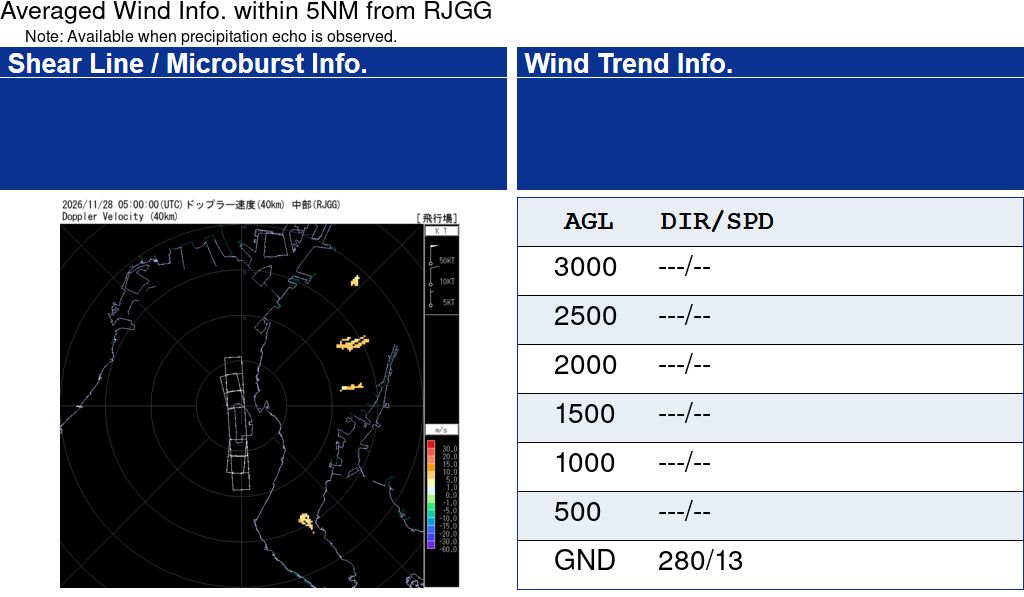 Averaged Wind Info. within 5NM from RJGG
Note: Available when precipitation echo is observed.
Shear Line / Microburst Info.
Wind Trend Info.
2026/11/28 05:00:00(UTC) ドップラー速度(40km) 中部(RJGG)
Doppler Velocity (40km)
[飛行場]
K T
50KT
10KT
5KT
m/s
30.0
20.0
15.0
10.0
5.0
1.0
0.0
-1.0
-5.0
-10.0
-15.0
-20.0
-30.0
-60.0
AGL DIR/SPD
3000 ---/--
2500 ---/--
2000 ---/--
1500 ---/--
1000 ---/--
500 ---/--
GND 280/13